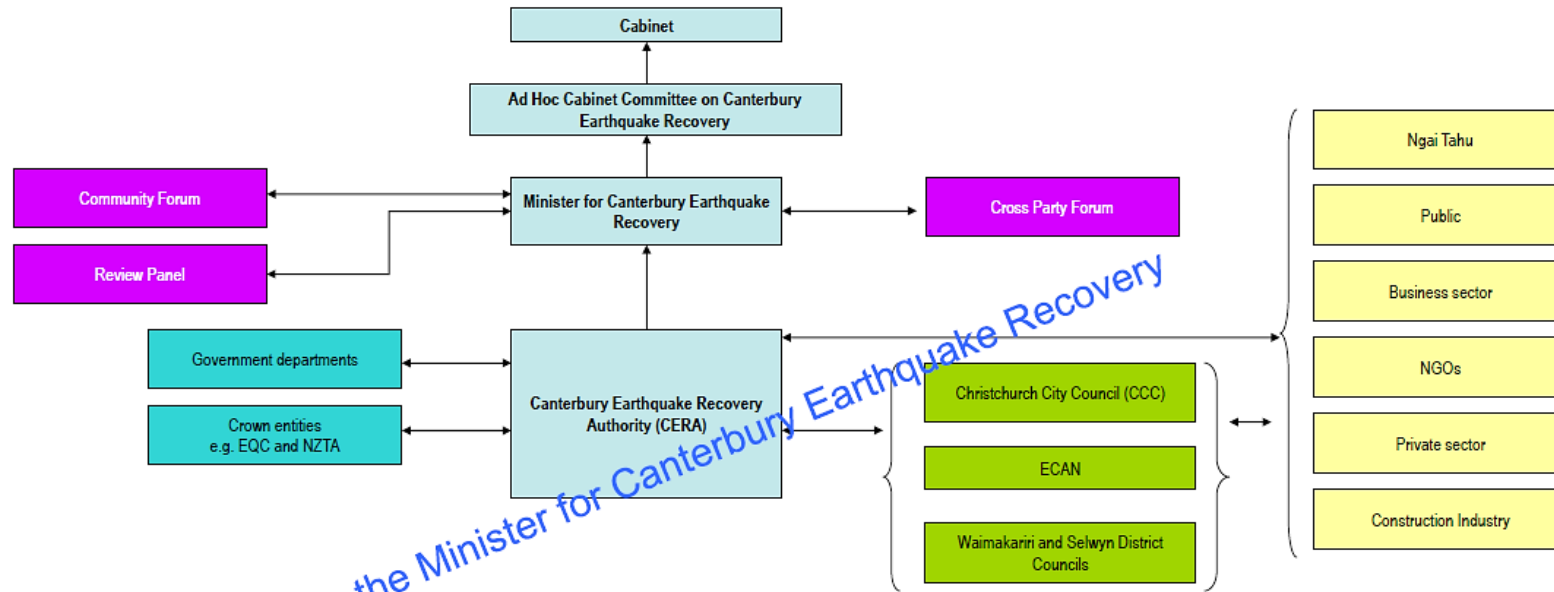 Cabinet
Ad Hoc Cabinet Committee on Canterbury
Earthquake Recovery
Community Forum
Minister for Canterbury Earthquake
Recovery
Cross Party Forum
Review Panel
Government departments
Crown entities
e.g. EQC and NZTA
Canterbury Earthquake Recovery
Authority (CERA)
Christchurch City Council (CCC)
ECAN
Waimakariri and Selwyn District
Councils
Ngai Tahu
Public
Business sector
NGOs
Private sector
Construction Industry
the Minister for Canterbury Earthquake Recovery